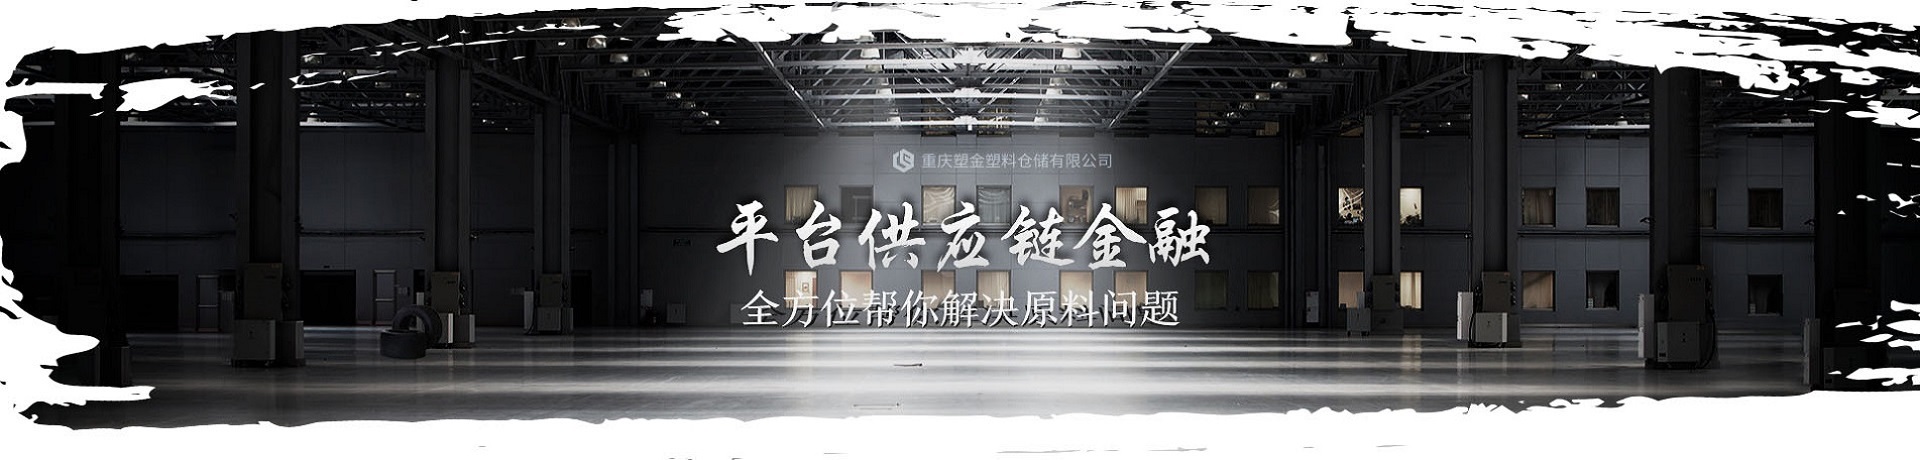 重庆塑金塑料仓储有限公司
平台供应链金融
全方位帮你解决原料问题